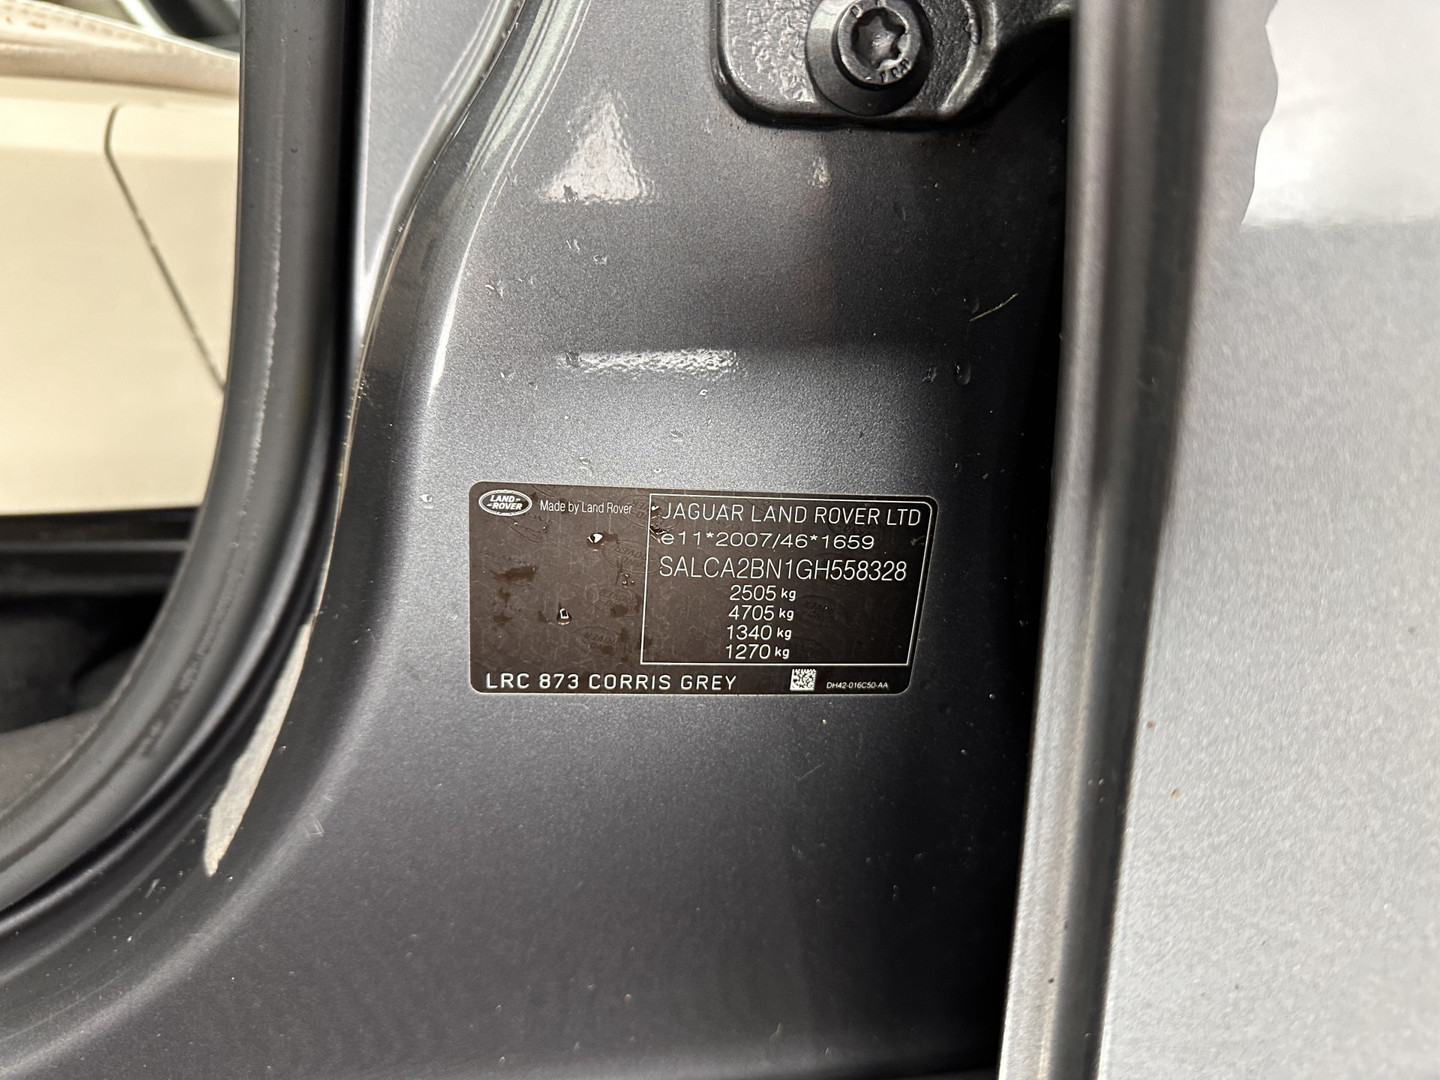 LAND-
-ROVER
Made by Land Rover
JAGUAR LAND ROVER LTD
e11*2007/46*1659
SALCA2BN1GH558328
2505 kg
4705 kg
1340 kg
1270 kg
LRC 873 CORRIS GREY
DH42-016C50-AA